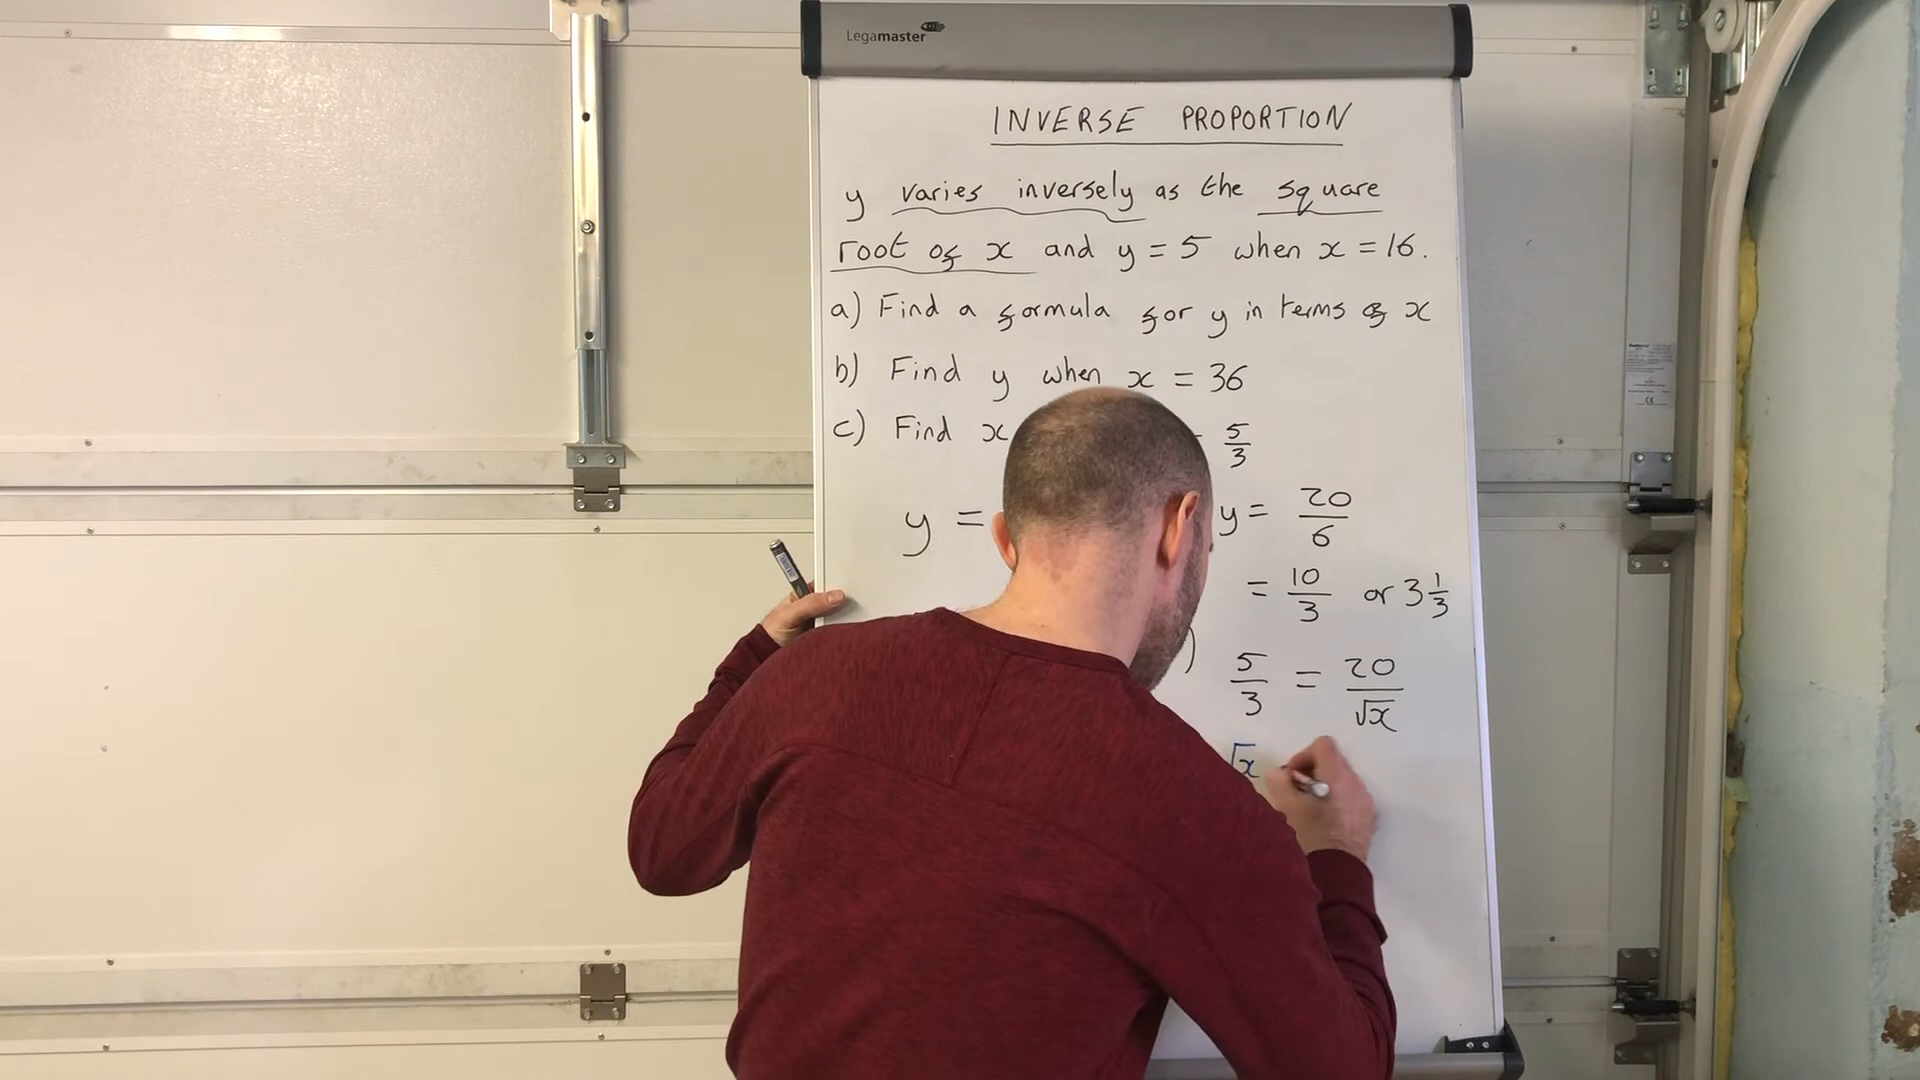 Legamaster
INVERSE PROPORTION
y varies inversely as the square
root of x and y = 5 when x = 16.
a) Find a formula for y in terms of x
b) Find y when x = 36
c) Find x 5/3
y =
y = 20/6
= 10/3 or 3 1/3
) 5/3 = 20/√x
√x